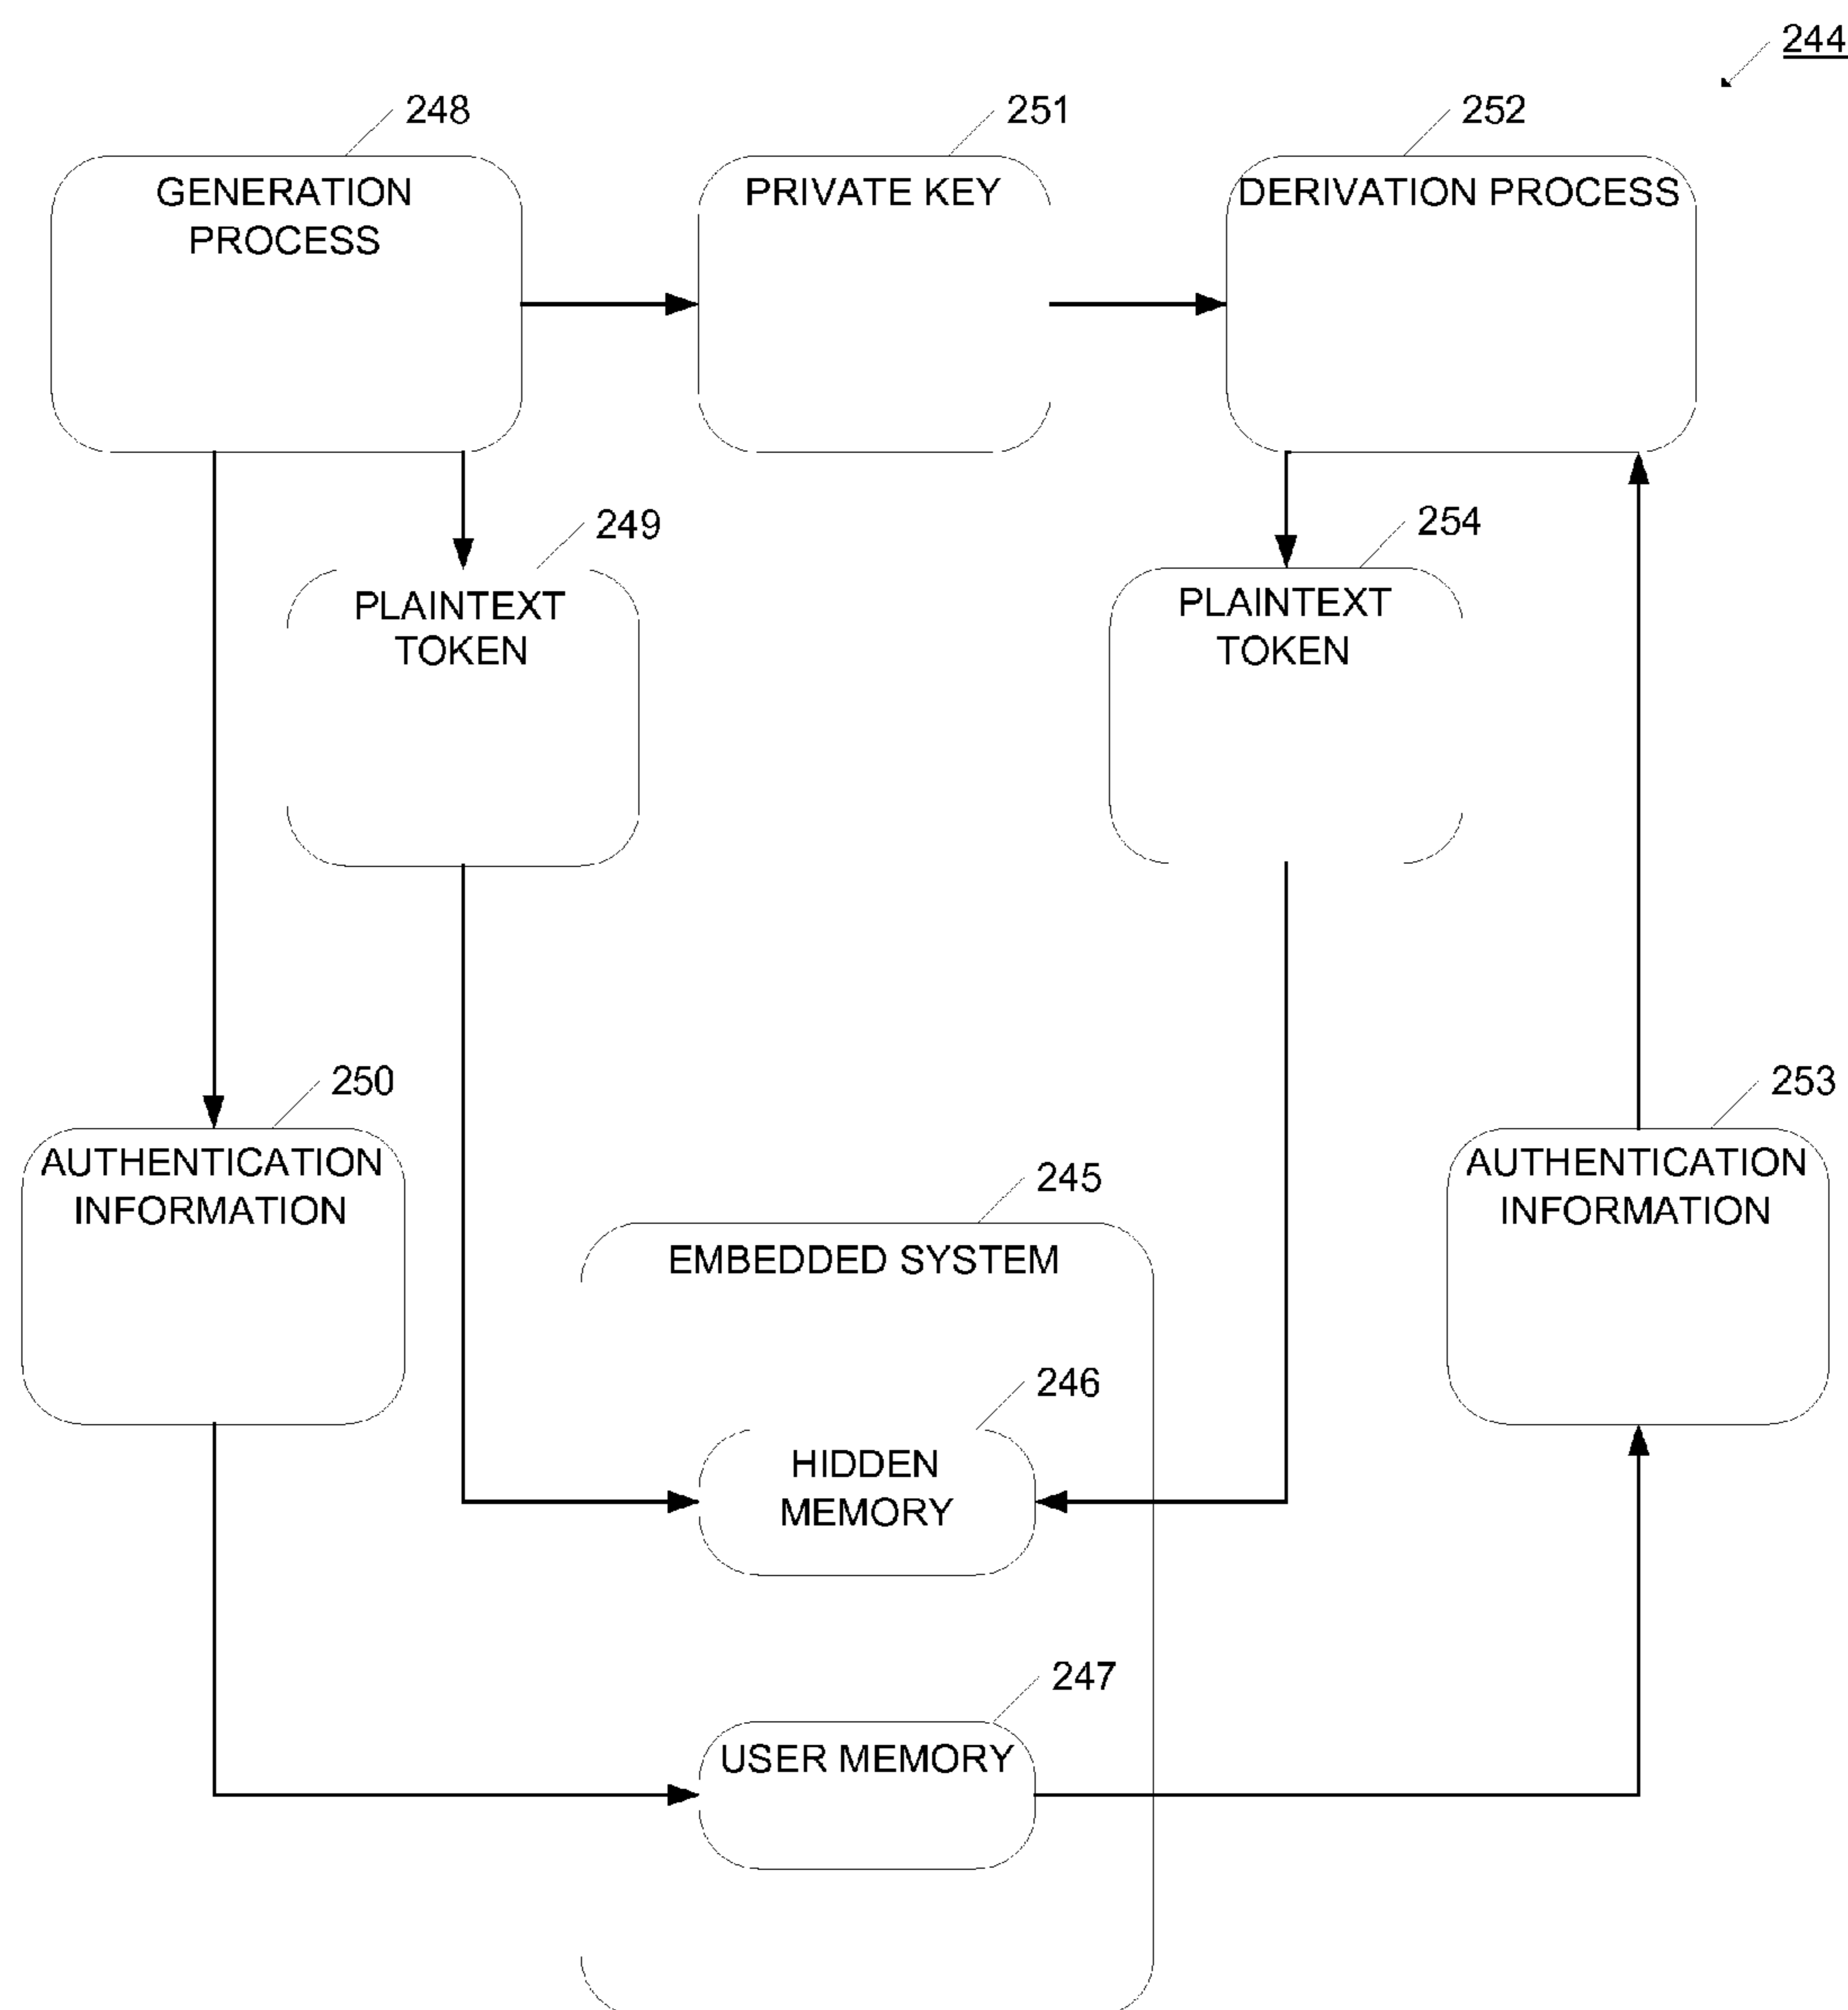 244
248
251
252
GENERATION
PROCESS
PRIVATE KEY
DERIVATION PROCESS
249
254
PLAINTEXT
TOKEN
PLAINTEXT
TOKEN
250
253
AUTHENTICATION
INFORMATION
AUTHENTICATION
INFORMATION
245
EMBEDDED SYSTEM
246
HIDDEN
MEMORY
247
USER MEMORY